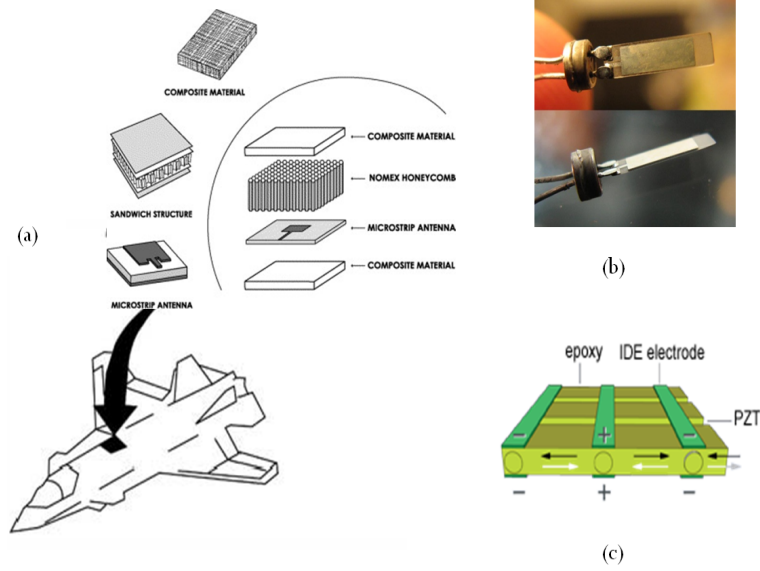 COMPOSITE MATERIAL
SANDWICH STRUCTURE
MICROSTRIP ANTENNA
COMPOSITE MATERIAL
NOMEX HONEYCOMB
MICROSTRIP ANTENNA
COMPOSITE MATERIAL
(a)
(b)
epoxy IDE electrode
PZT
- + -
- + -
(c)